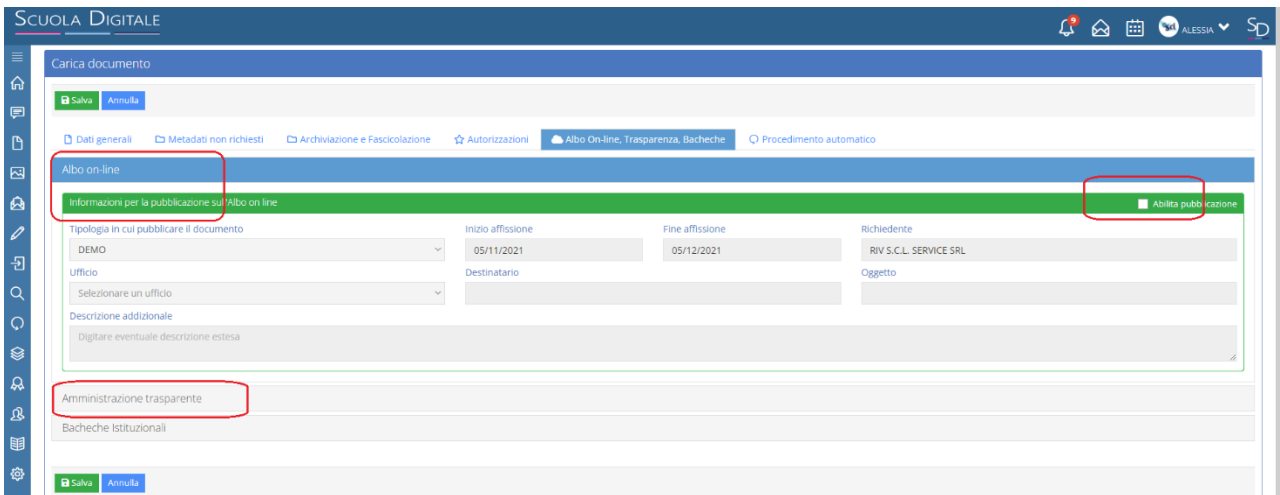 SCUOLA DIGITALE
9
ALESSIA
SD
Carica documento
Salva Annulla
Dati generali Metadati non richiesti Archiviazione e Fascicolazione Autorizzazioni Albo On-line, Trasparenza, Bacheche Procedimento automatico
Albo on-line
Informazioni per la pubblicazione sull'Albo on line Abilita pubblicazione
Tipologia in cui pubblicare il documento Inizio affissione Fine affissione Richiedente
DEMO 05/11/2021 05/12/2021 RIV S.C.L. SERVICE SRL
Ufficio Destinatario Oggetto
Selezionare un ufficio
Descrizione addizionale
Digitare eventuale descrizione estesa
Amministrazione trasparente
Bacheche Istituzionali
Salva Annulla